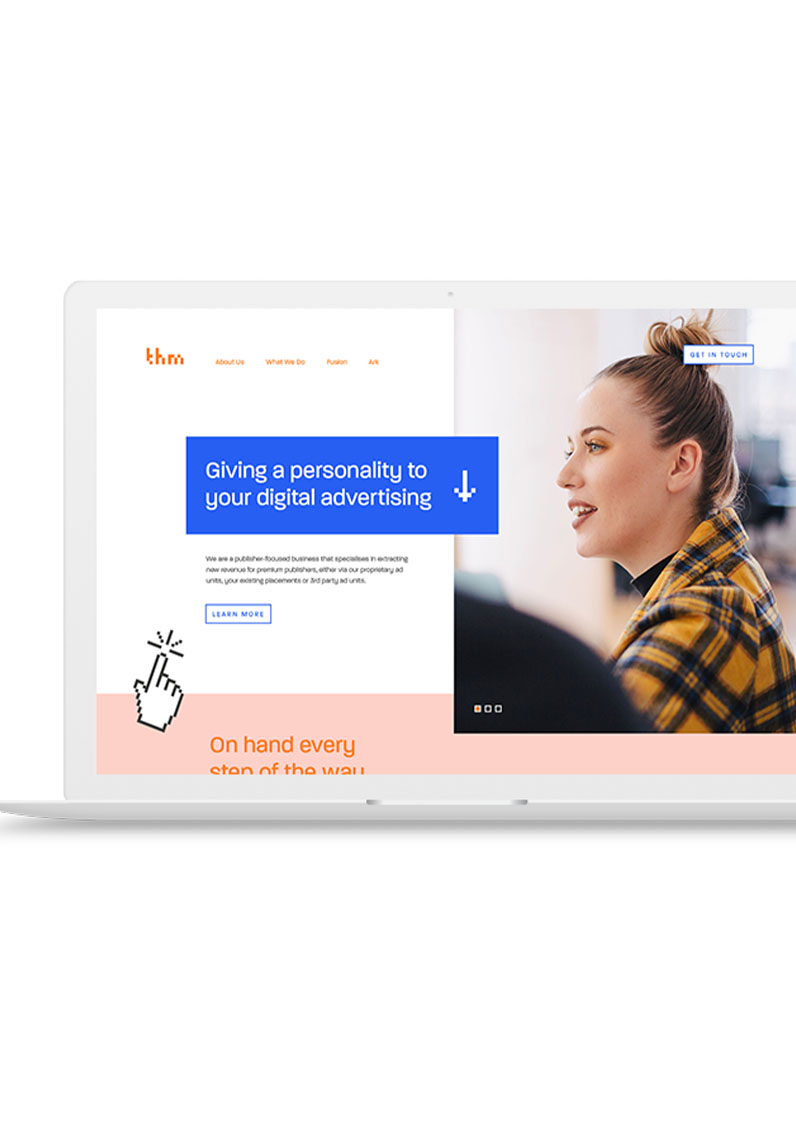 thm
About Us What We Do Fusion Ark
GET IN TOUCH
Giving a personality to
your digital advertising
We are a publisher-focused business that specialises in extracting
new revenue for premium publishers, either via our proprietary ad
units, your existing placements or 3rd party ad units.
LEARN MORE
On hand every
step of the way